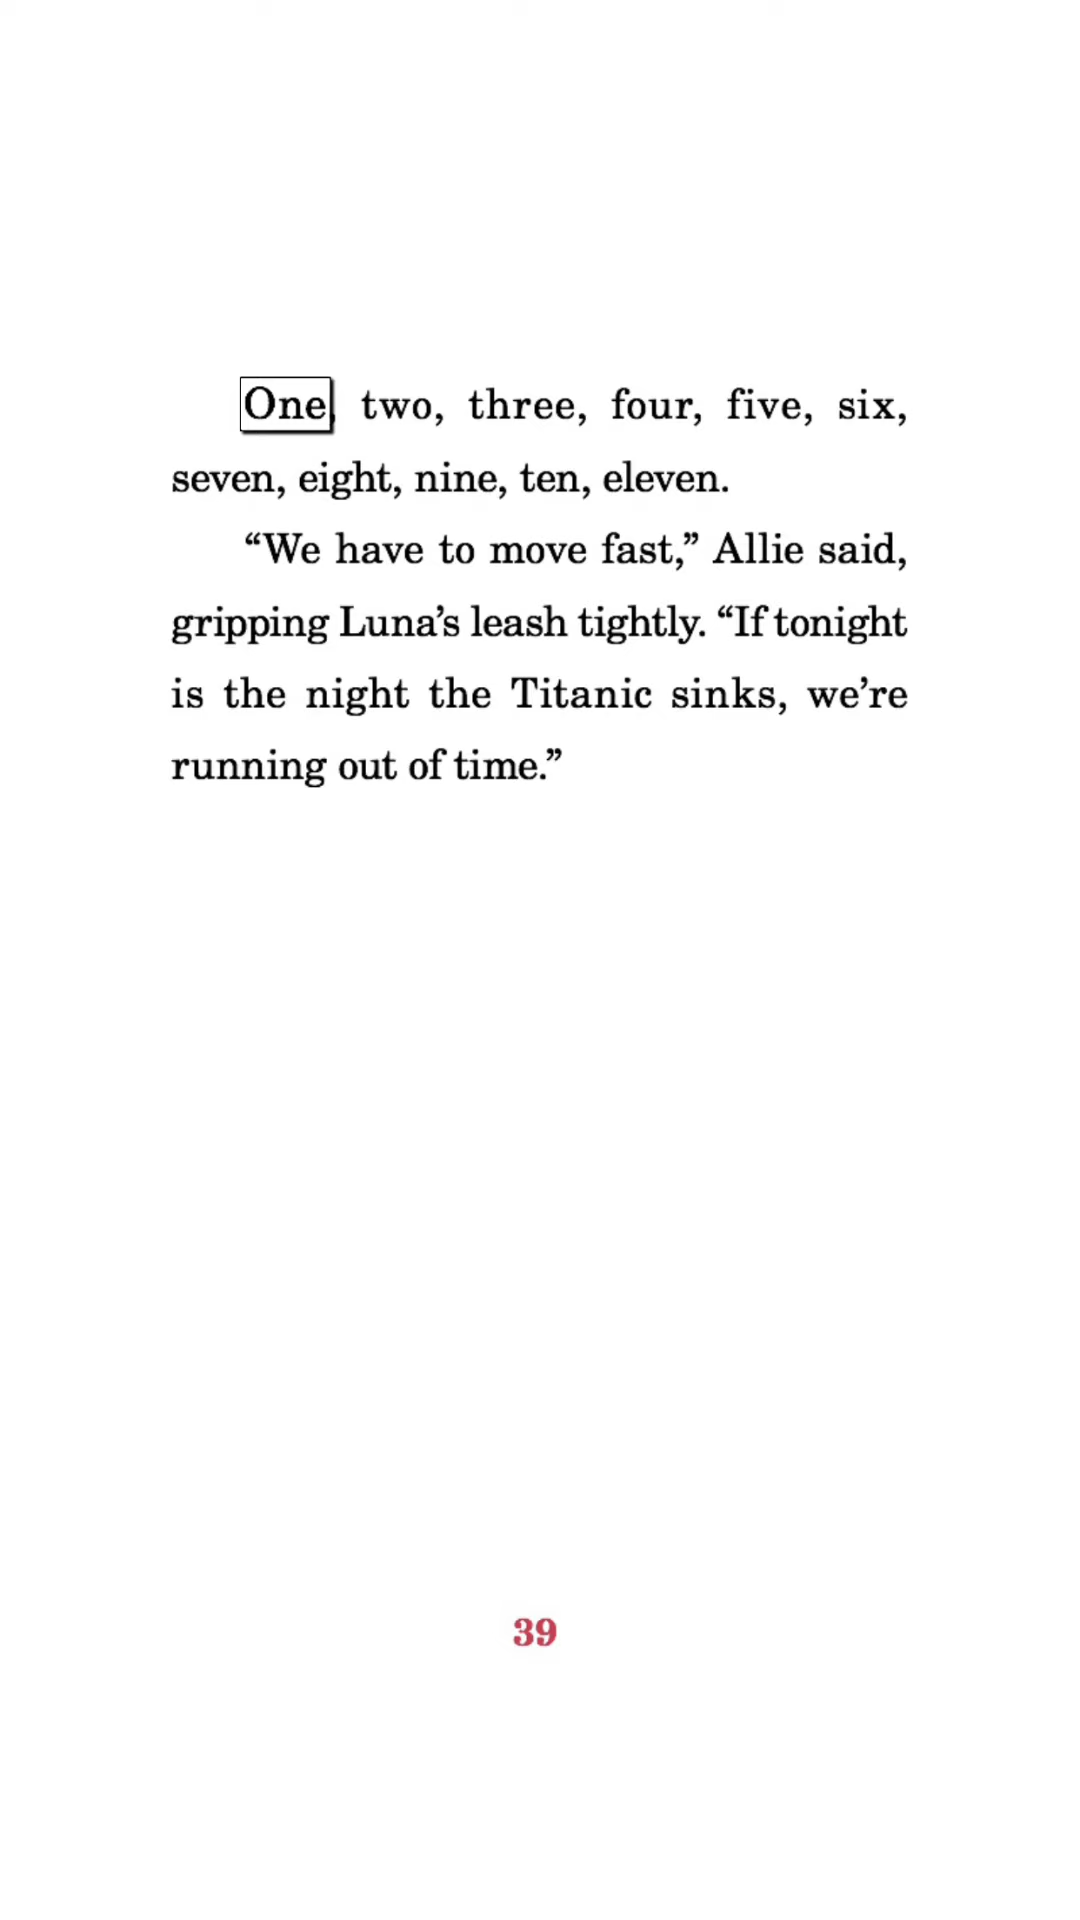 One, two, three, four, five, six,
seven, eight, nine, ten, eleven.
“We have to move fast,” Allie said,
gripping Luna’s leash tightly. “If tonight
is the night the Titanic sinks, we’re
running out of time.”
39